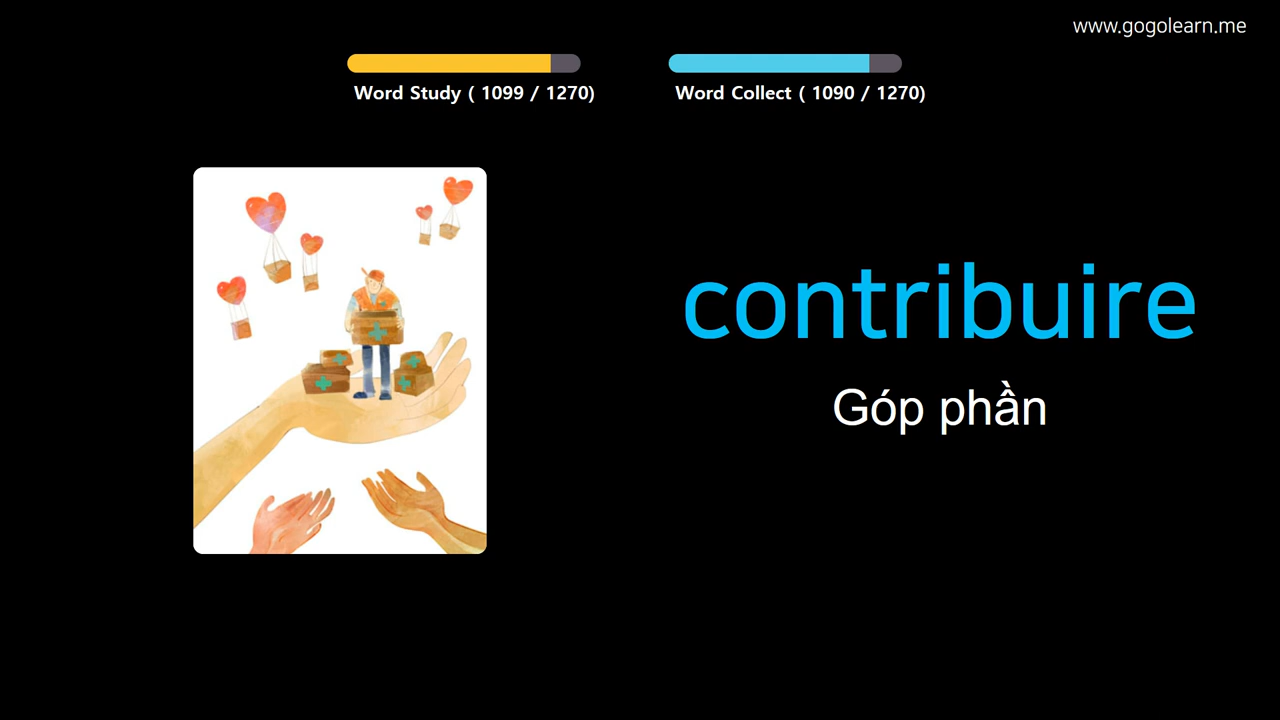 www.gogolearn.me
Word Study ( 1099 / 1270)
Word Collect ( 1090 / 1270)
contribuire
Góp phần